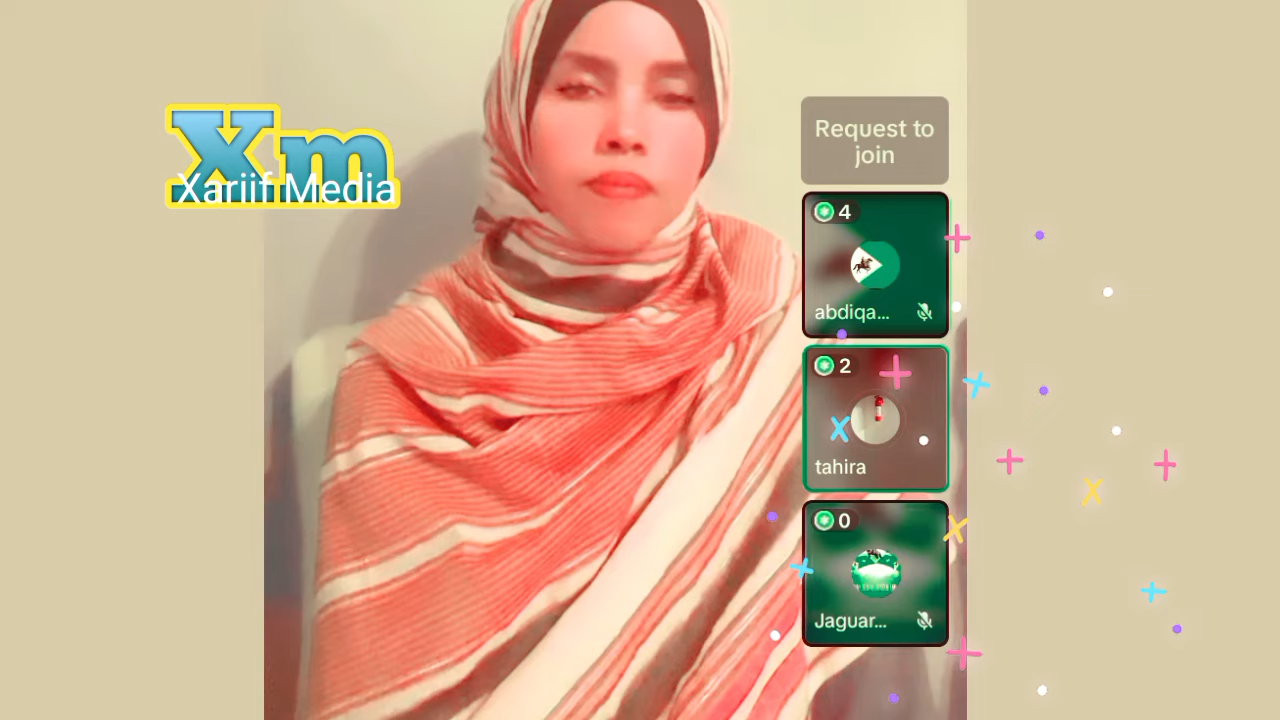 Xm
Xariif Media
Request to
join
4
abdiqa...
2
tahira
0
Jaguar...